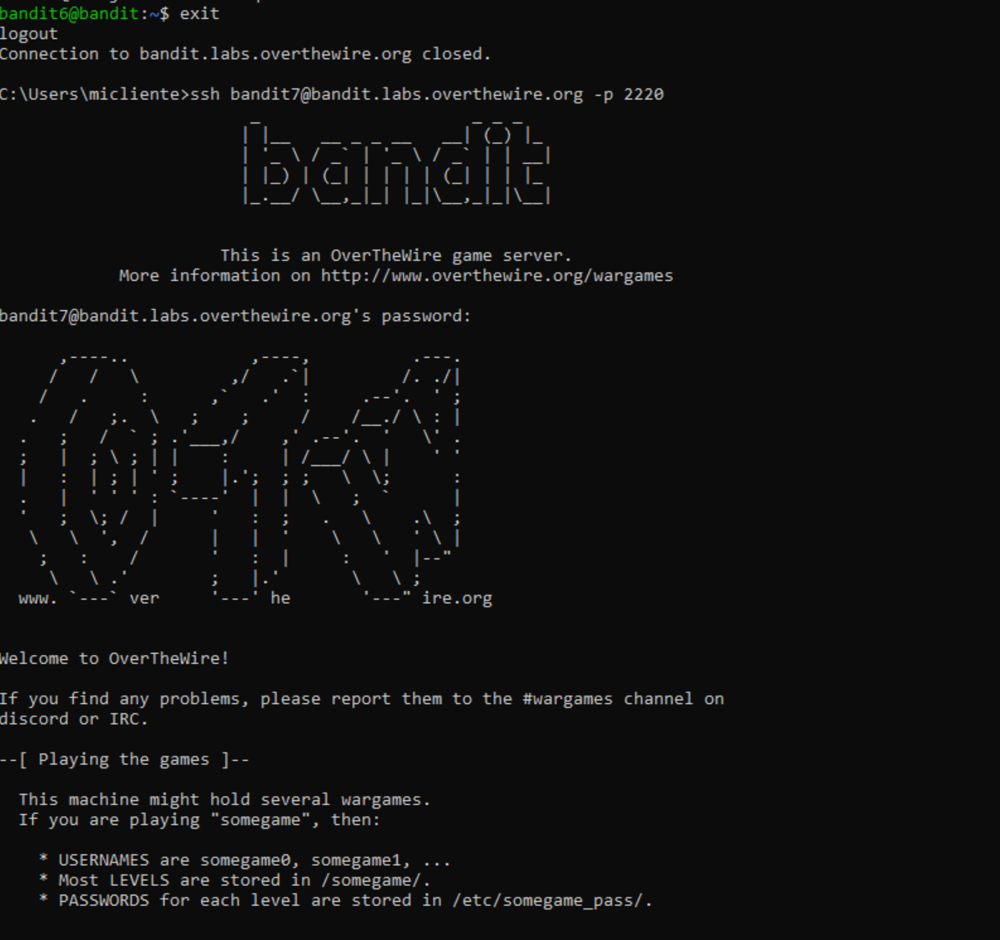 bandit6@bandit:~$ exit
logout
Connection to bandit.labs.overthewire.org closed.
C:\Users\micliente>ssh bandit7@bandit.labs.overthewire.org -p 2220
bandit
This is an OverTheWire game server.
More information on http://www.overthewire.org/wargames
bandit7@bandit.labs.overthewire.org's password:
www. ver he ire.org
Welcome to OverTheWire!
If you find any problems, please report them to the #wargames channel on
discord or IRC.
--[ Playing the games ]--
This machine might hold several wargames.
If you are playing "somegame", then:
* USERNAMES are somegame0, somegame1, ...
* Most LEVELS are stored in /somegame/.
* PASSWORDS for each level are stored in /etc/somegame_pass/.